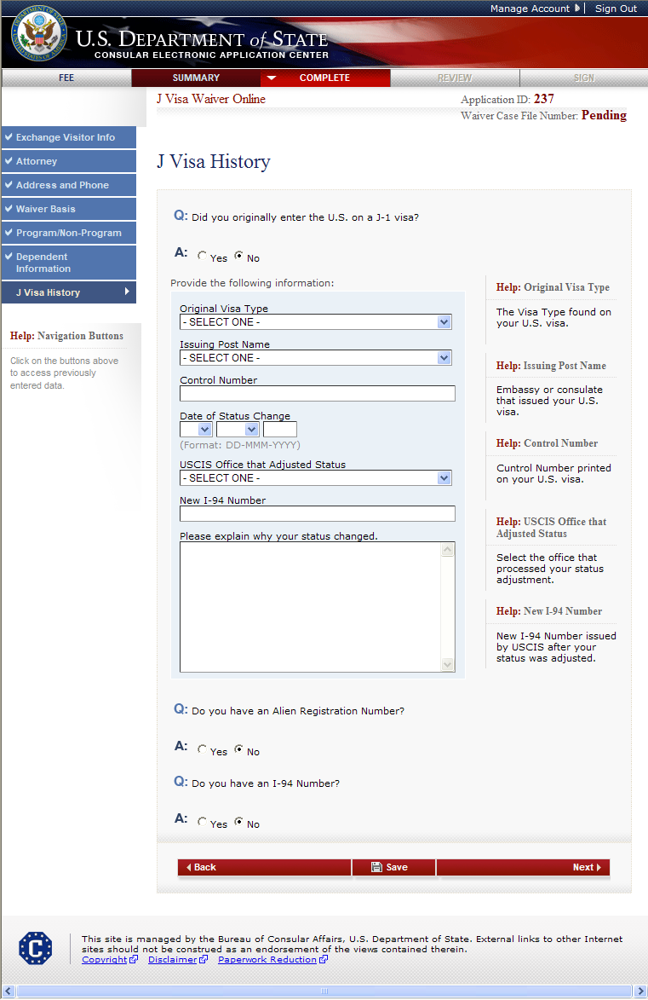 Manage Account Sign Out
U.S. DEPARTMENT of STATE
CONSULAR ELECTRONIC APPLICATION CENTER
FEE SUMMARY COMPLETE REVIEW SIGN
J Visa Waiver Online
Application ID: 237
Waiver Case File Number: Pending
Exchange Visitor Info
Attorney
Address and Phone
Waiver Basis
Program/Non-Program
Dependent
Information
J Visa History
Help: Navigation Buttons
Click on the buttons above
to access previously
entered data.
J Visa History
Q: Did you originally enter the U.S. on a J-1 visa?
A: Yes No
Provide the following information:
Original Visa Type
- SELECT ONE -
Issuing Post Name
- SELECT ONE -
Control Number
Date of Status Change
(Format: DD-MMM-YYYY)
USCIS Office that Adjusted Status
- SELECT ONE -
New I-94 Number
Please explain why your status changed.
Help: Original Visa Type
The Visa Type found on
your U.S. visa.
Help: Issuing Post Name
Embassy or consulate
that issued your U.S.
visa.
Help: Control Number
Cuntrol Number printed
on your U.S. visa.
Help: USCIS Office that
Adjusted Status
Select the office that
processed your status
adjustment.
Help: New I-94 Number
New I-94 Number issued
by USCIS after your
status was adjusted.
Q: Do you have an Alien Registration Number?
A: Yes No
Q: Do you have an I-94 Number?
A: Yes No
Back Save Next
C
This site is managed by the Bureau of Consular Affairs, U.S. Department of State. External links to other Internet
sites should not be construed as an endorsement of the views contained therein.
Copyright Disclaimer Paperwork Reduction